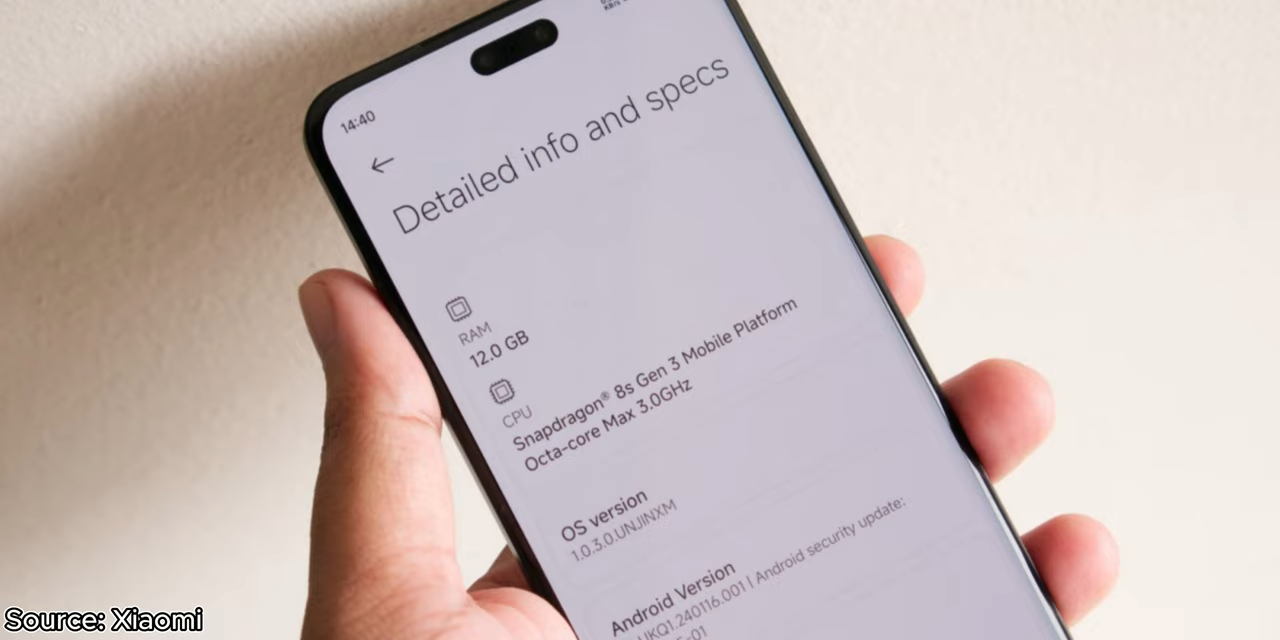 14:40
Detailed info and specs
RAM
12.0 GB
CPU
Snapdragon® 8s Gen 3 Mobile Platform
Octa-core Max 3.0GHz
OS version
1.0.3.0.UNJINXM
Android Version
UKQ1.240116.001 | Android security update:
-01
Source: Xiaomi